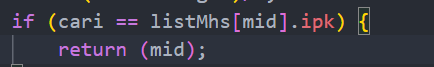 if (cari == listMhs[mid].ipk) {
return (mid);